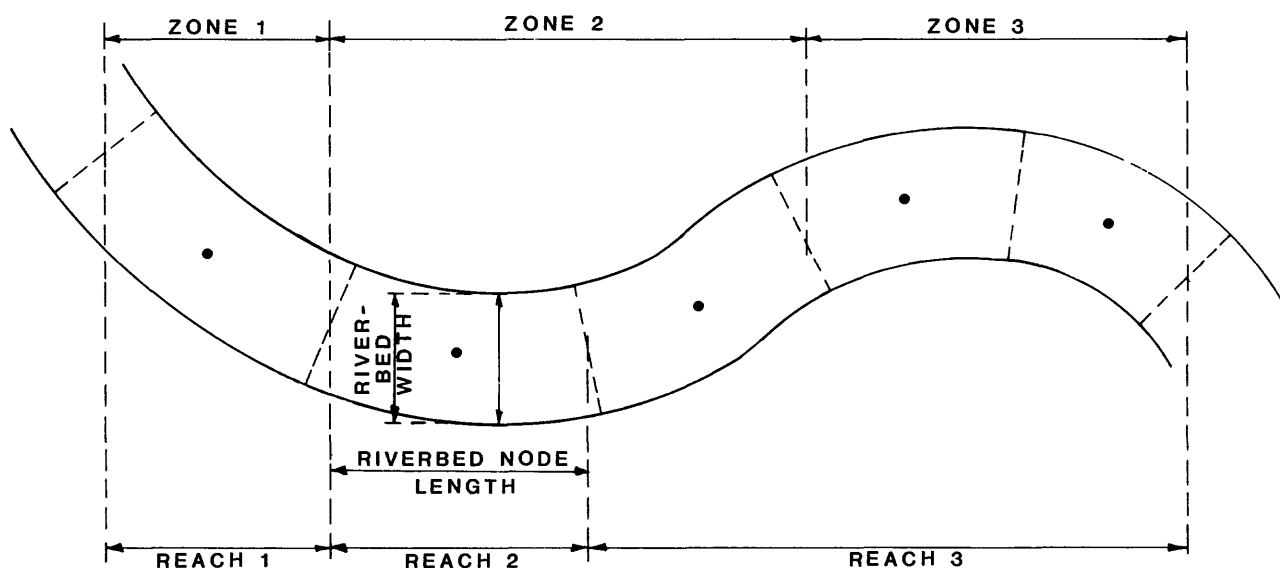 ZONE 1
ZONE 2
ZONE 3
RIVER-
BED
WIDTH
RIVERBED NODE
LENGTH
REACH 1
REACH 2
REACH 3